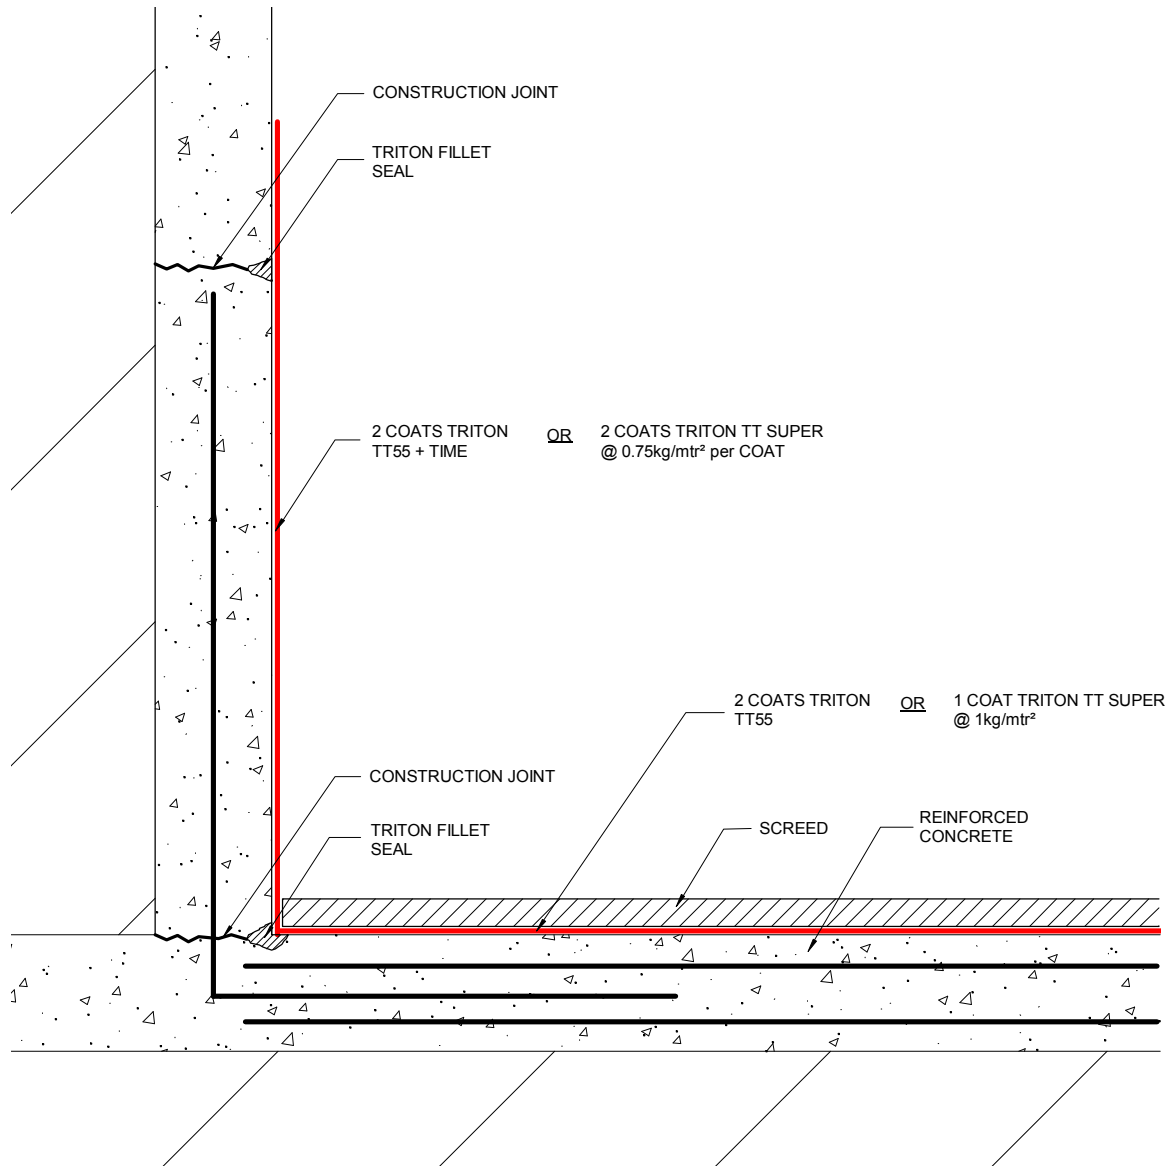 CONSTRUCTION JOINT
TRITON FILLET
SEAL
2 COATS TRITON OR 2 COATS TRITON TT SUPER
TT55 + TIME @ 0.75kg/mtr² per COAT
2 COATS TRITON OR 1 COAT TRITON TT SUPER
TT55 @ 1kg/mtr²
CONSTRUCTION JOINT
TRITON FILLET
SEAL
SCREED
REINFORCED
CONCRETE